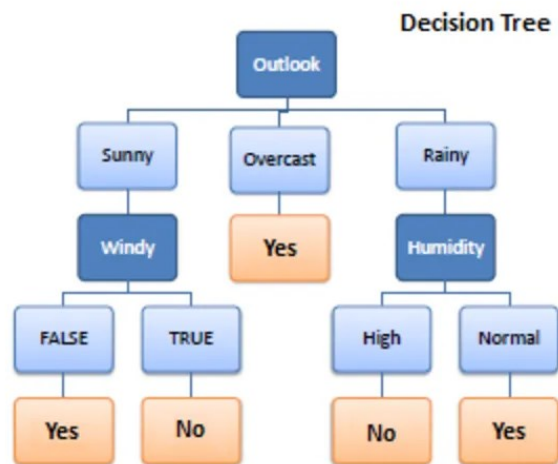 Decision Tree
Outlook
Sunny
Overcast
Rainy
Windy
Yes
Humidity
FALSE
TRUE
High
Normal
Yes
No
No
Yes